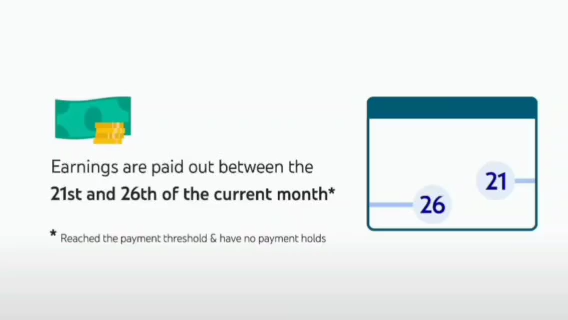 Earnings are paid out between the
21st and 26th of the current month*
* Reached the payment threshold & have no payment holds
21
26